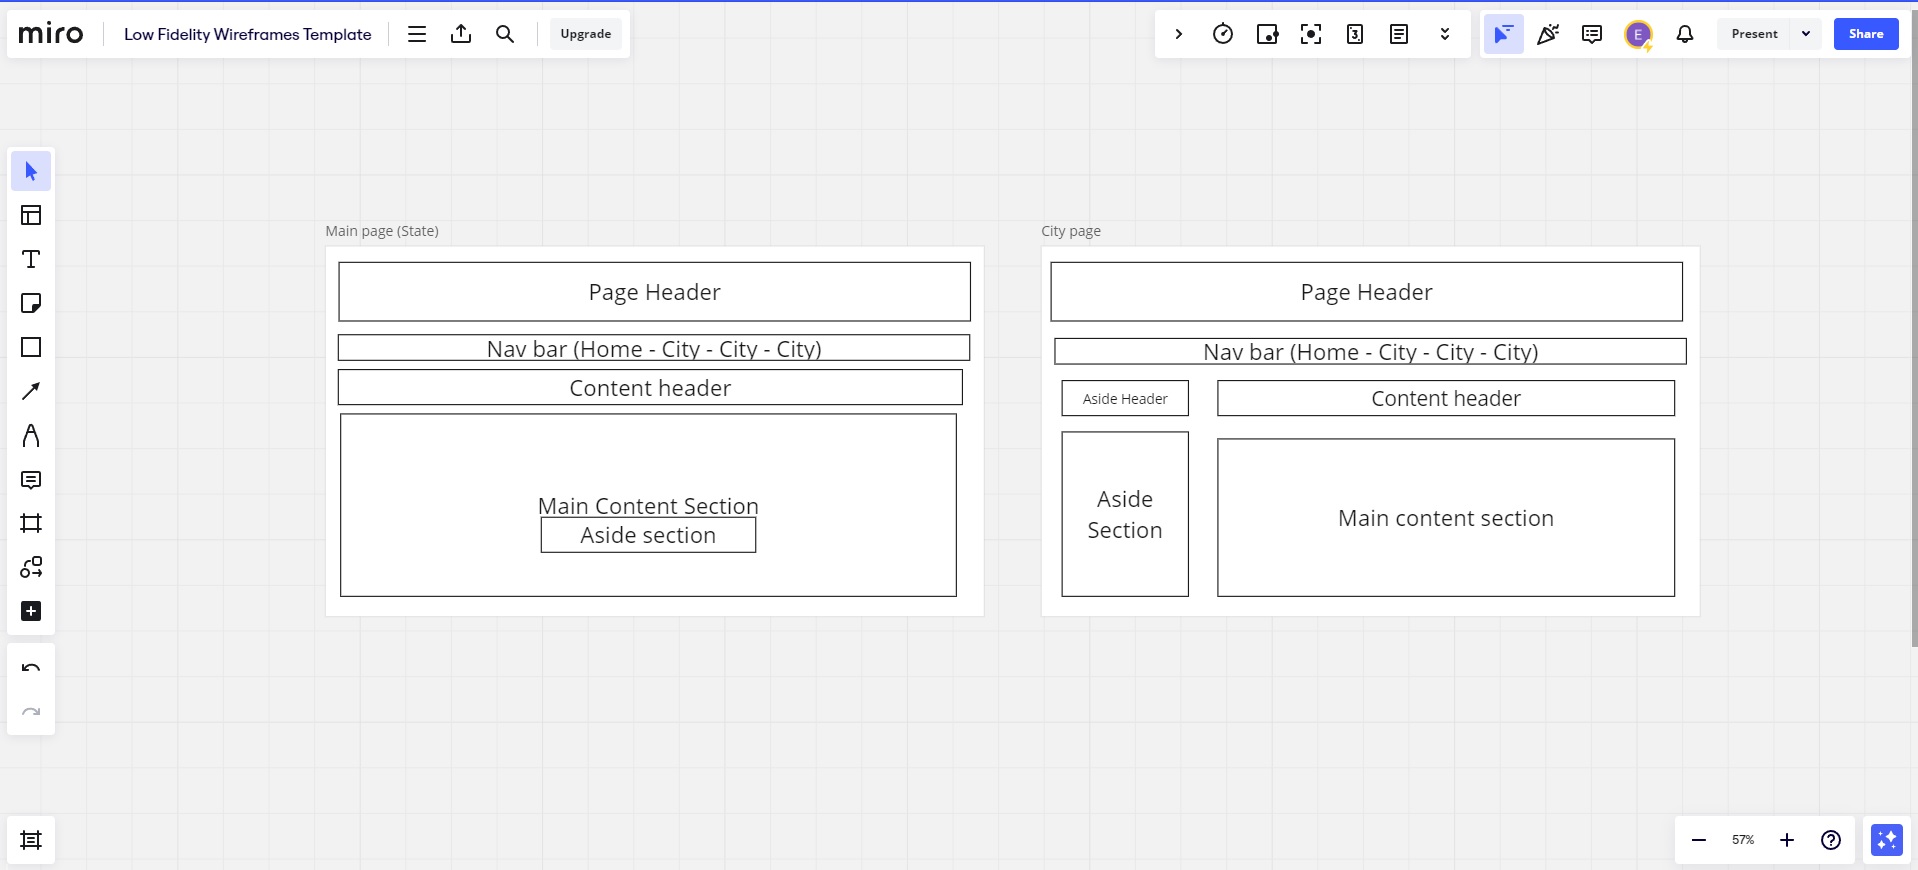 miro
Low Fidelity Wireframes Template
Upgrade
3
E
Present
Share
Main page (State)
Page Header
Nav bar (Home - City - City - City)
Content header
Main Content Section
Aside section
City page
Page Header
Nav bar (Home - City - City - City)
Aside Header
Content header
Aside
Section
Main content section
57%